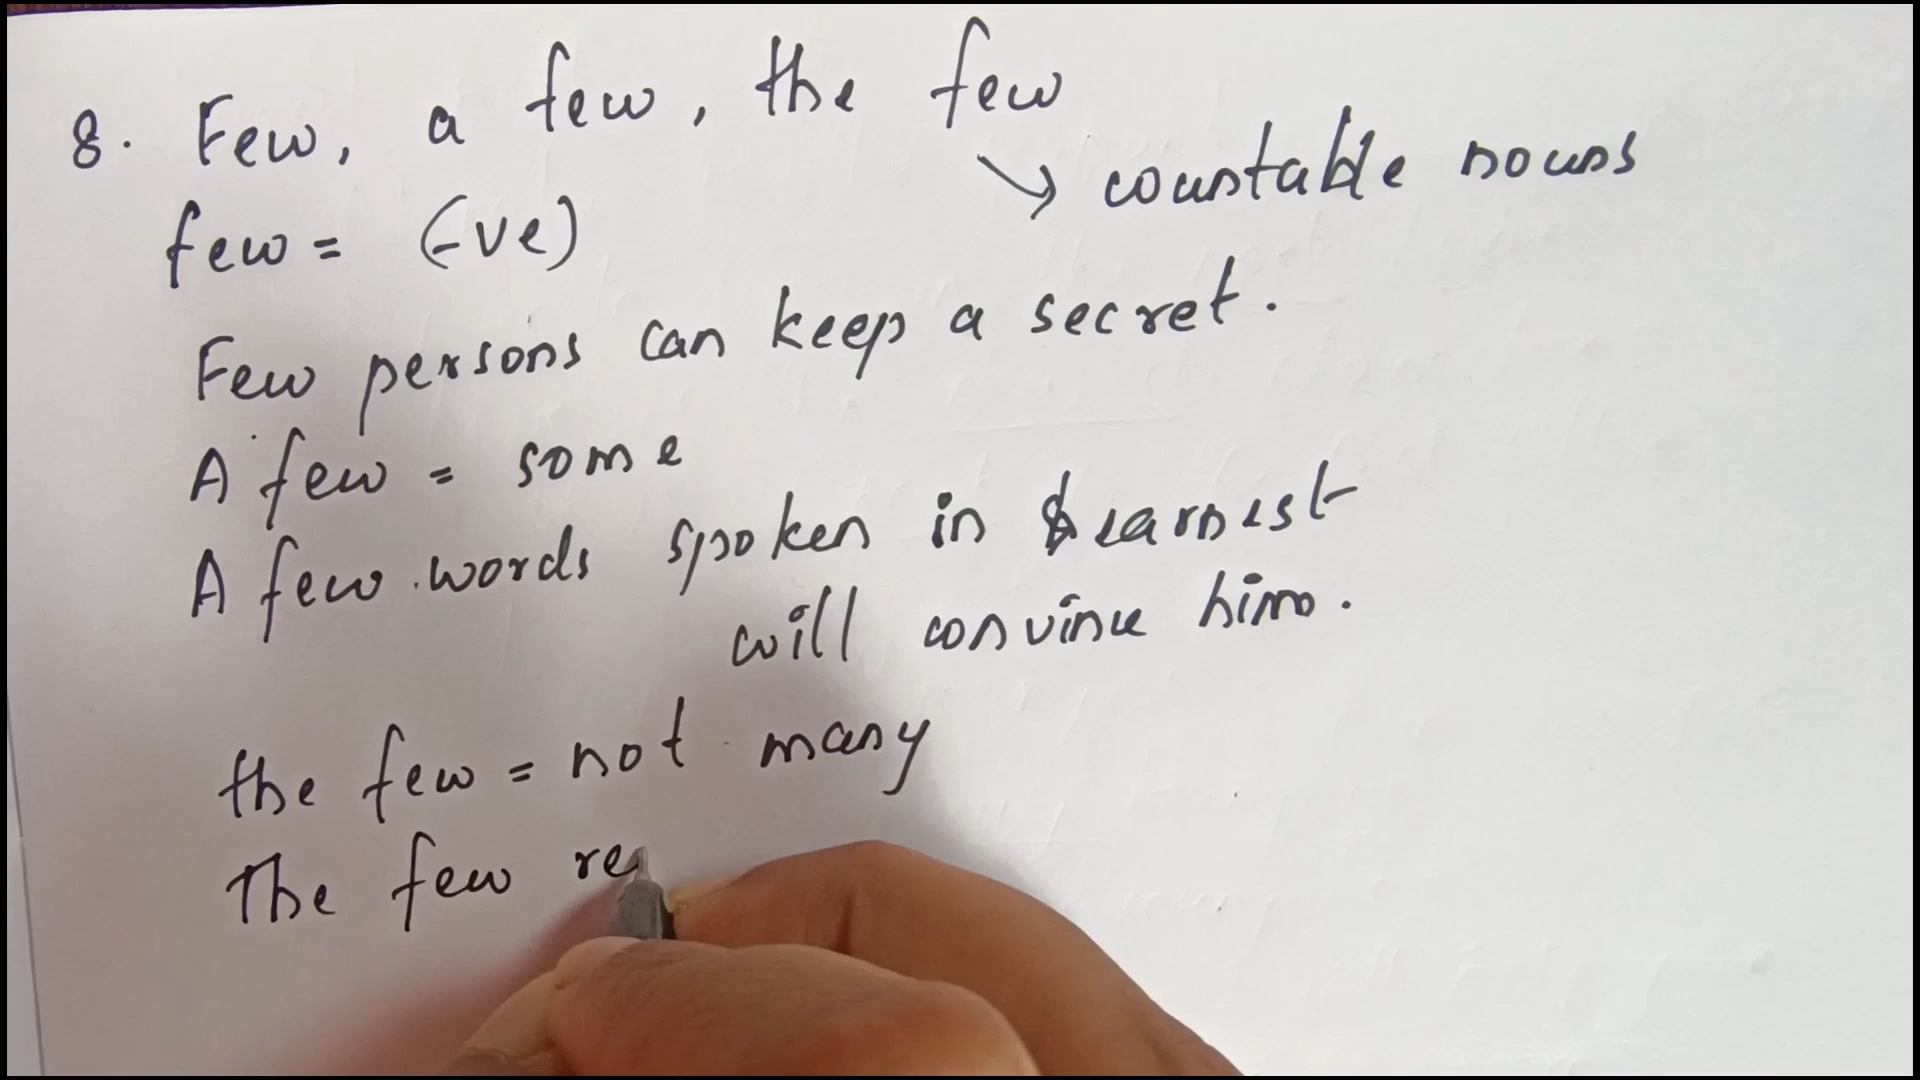 8. Few, a few, the few
→ countable nouns
few = (-ve)
Few persons can keep a secret.
A few = some
A few words spoken in earnest
will convince him.
the few = not many
The few re